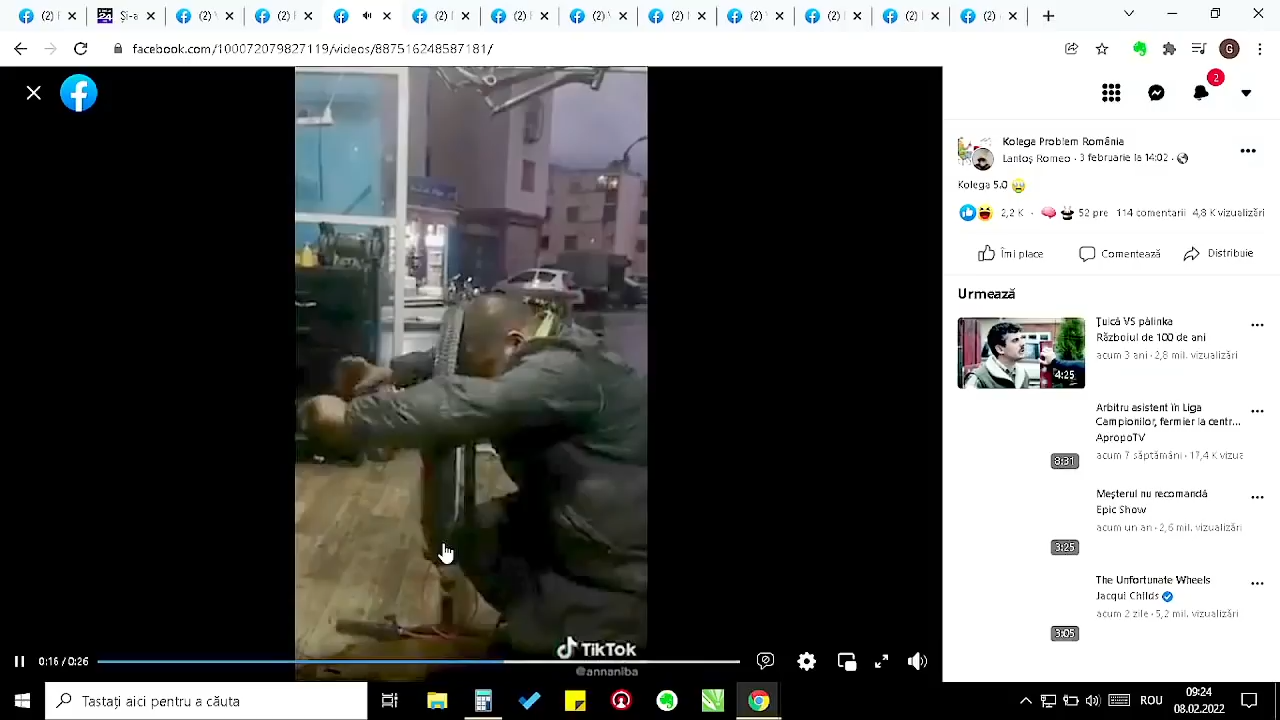 facebook.com/100072079827119/videos/887516248587181/
2
Kolega Problem România
Lantoș Romeo · 3 februarie la 14:02 ·
Kolega 5.0
2,2 K · 52 pre 114 comentarii 4,8 K vizualizări
Îmi place Comentează Distribuie
Urmează
Țuică VS pălinka
Războiul de 100 de ani
acum 3 ani · 2,8 mil. vizualizări
4:25
Arbitru asistent în Liga
Campionilor, fermier la centr...
ApropoTV
acum 7 săptămâni · 17,4 K vizua
8:31
Meșterul nu recomandă
Epic Show
acum un an · 2,6 mil. vizualizări
3:25
The Unfortunate Wheels
Jacqui Childs
acum 2 zile · 5,2 mil. vizualizări
3:05
TikTok
@annaniba
0:16 / 0:26
Tastați aici pentru a căuta
ROU
09:24
08.02.2022